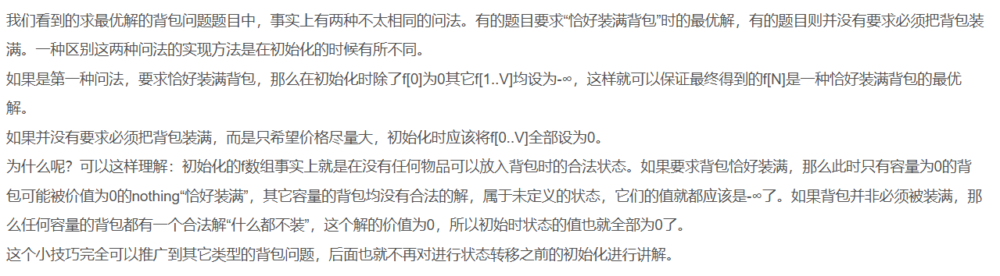 我们看到的求最优解的背包问题题目中，事实上有两种不太相同的问法。有的题目要求“恰好装满背包”时的最优解，有的题目则并没有要求必须把背包装
满。一种区别这两种问法的实现方法是在初始化的时候有所不同。
如果是第一种问法，要求恰好装满背包，那么在初始化时除了f[0]为0其它f[1..V]均设为-∞，这样就可以保证最终得到的f[N]是一种恰好装满背包的最优
解。
如果并没有要求必须把背包装满，而是只希望价格尽量大，初始化时应该将f[0..V]全部设为0。
为什么呢？可以这样理解：初始化的f数组事实上就是在没有任何物品可以放入背包时的合法状态。如果要求背包恰好装满，那么此时只有容量为0的背
包可能被价值为0的nothing“恰好装满”，其它容量的背包均没有合法的解，属于未定义的状态，它们的值就都应该是-∞了。如果背包并非必须被装满，那
么任何容量的背包都有一个合法解“什么都不装”，这个解的价值为0，所以初始时状态的值也就全部为0了。
这个小技巧完全可以推广到其它类型的背包问题，后面也就不再对进行状态转移之前的初始化进行讲解。